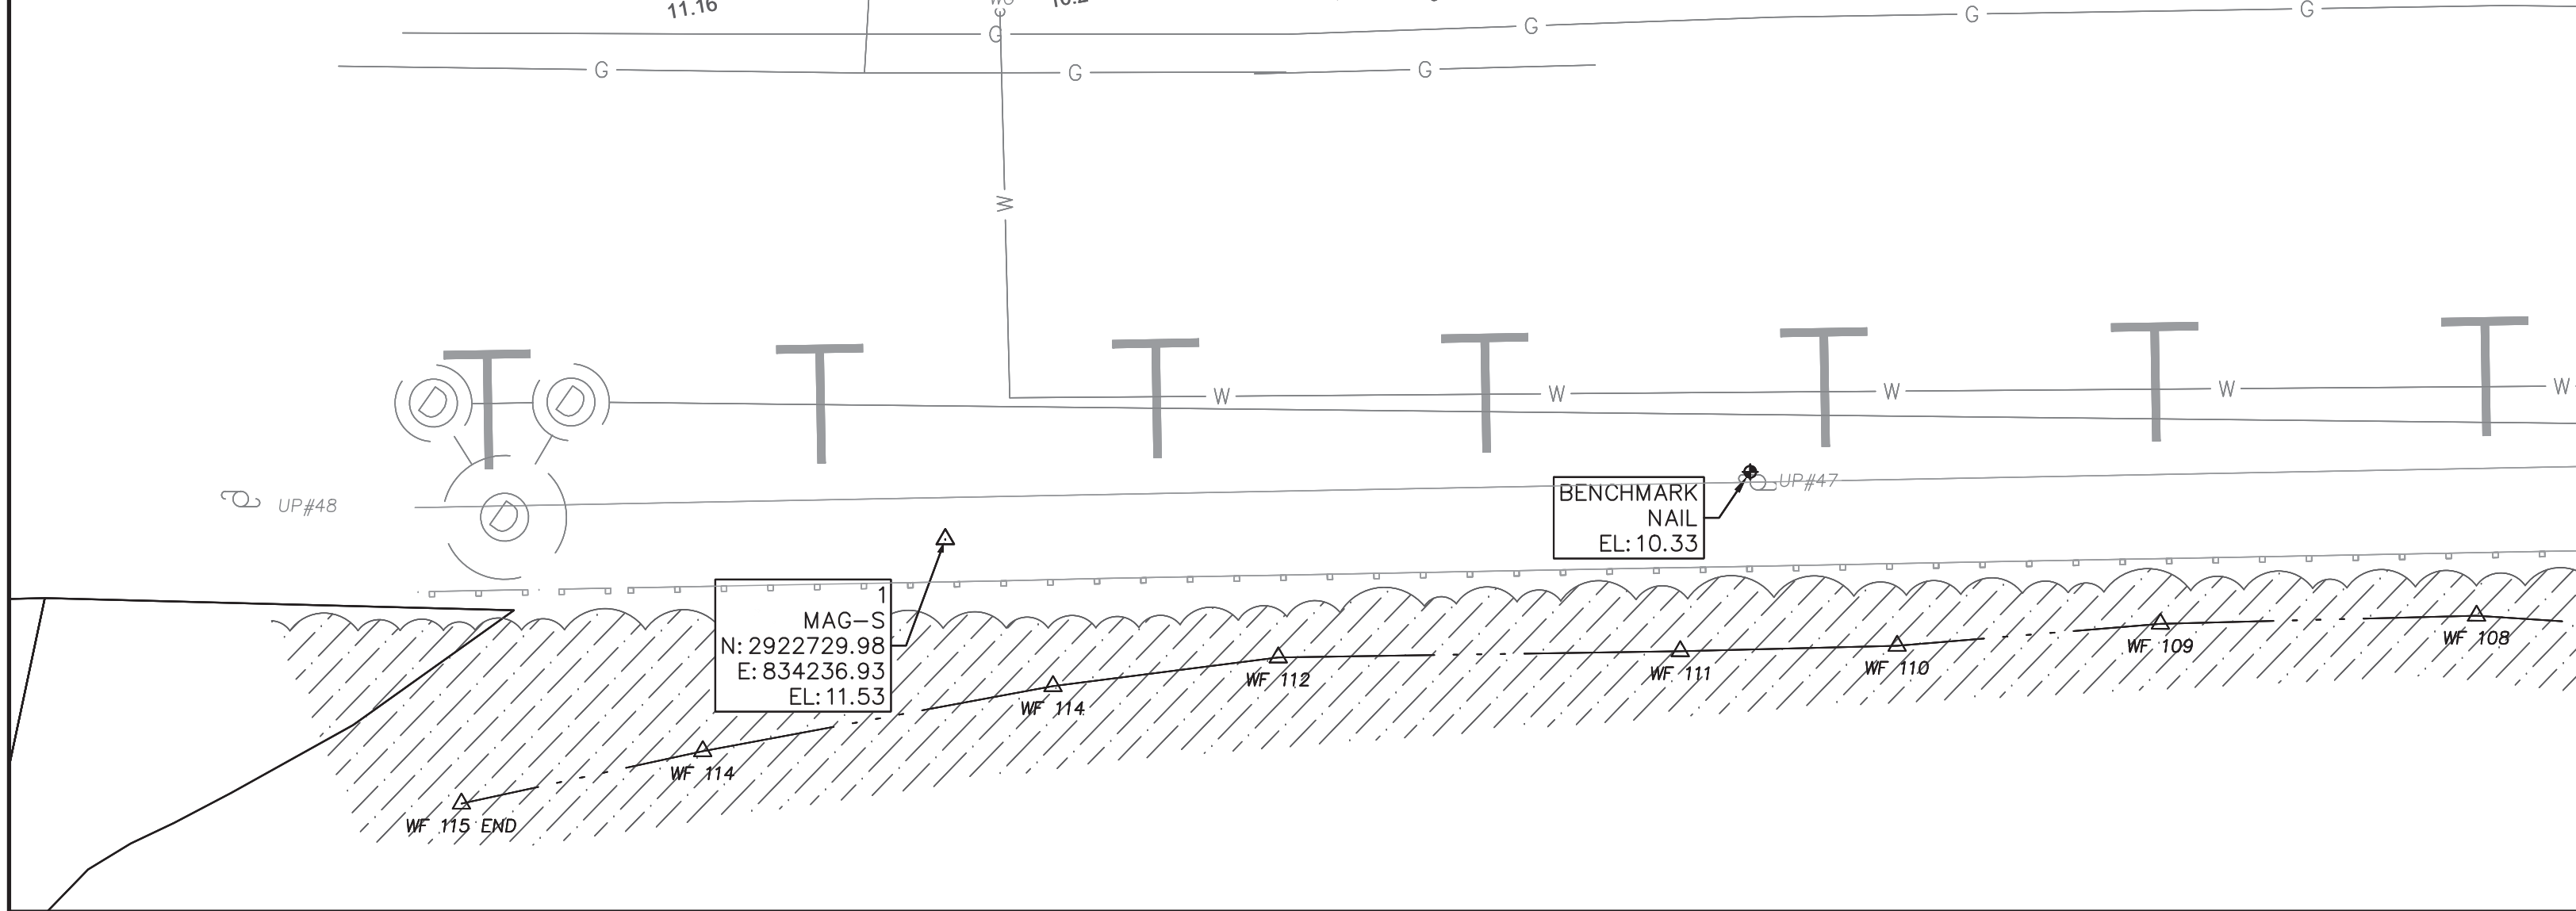 11.16
G
G
G
G
G
G
G
W
W
W
W
W
W
D
D
D
UP#48
UP#47
BENCHMARK
NAIL
EL: 10.33
1
MAG-S
N: 2922729.98
E: 834236.93
EL: 11.53
WF 108
WF 109
WF 110
WF 111
WF 112
WF 114
WF 114
WF 115 END